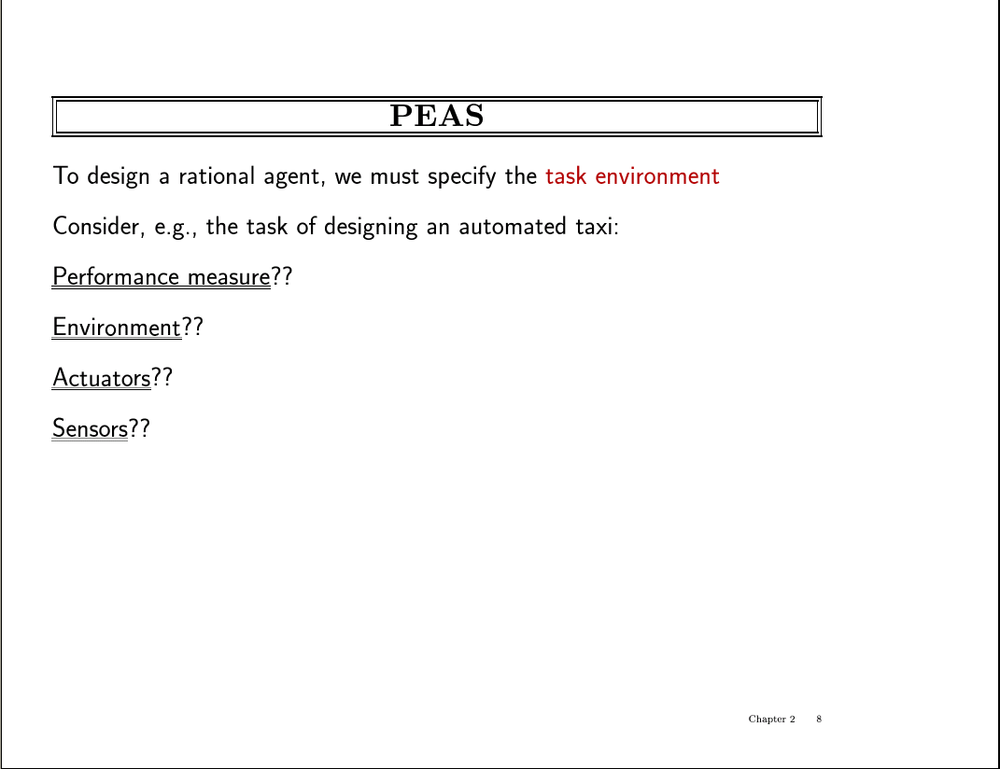 PEAS
To design a rational agent, we must specify the task environment
Consider, e.g., the task of designing an automated taxi:
Performance measure??
Environment??
Actuators??
Sensors??
Chapter 2 8